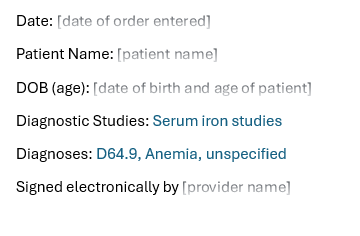 Date: [date of order entered]
Patient Name: [patient name]
DOB (age): [date of birth and age of patient]
Diagnostic Studies: Serum iron studies
Diagnoses: D64.9, Anemia, unspecified
Signed electronically by [provider name]